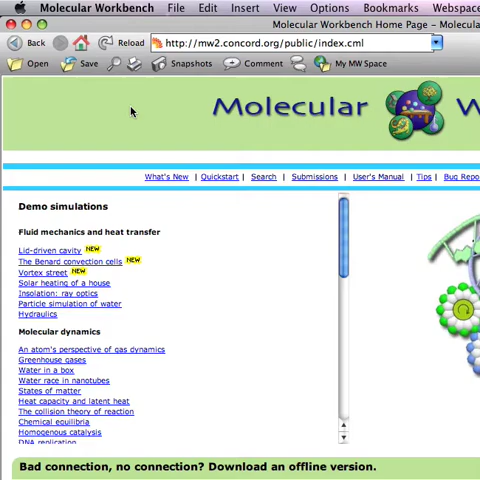 Molecular Workbench File Edit Insert View Options Bookmarks Webspace
Molecular Workbench Home Page - Molecula
Back Reload http://mw2.concord.org/public/index.cml
Open Save Snapshots Comment My MW Space
Molecular W
What's New | Quickstart | Search | Submissions | User's Manual | Tips | Bug Repo
Demo simulations
Fluid mechanics and heat transfer
Lid-driven cavity NEW
The Benard convection cells NEW
Vortex street NEW
Solar heating of a house
Insolation: ray optics
Particle simulation of water
Hydraulics
Molecular dynamics
An atom's perspective of gas dynamics
Greenhouse gases
Water in a box
Water race in nanotubes
States of matter
Heat capacity and latent heat
The collision theory of reaction
Chemical equilibria
Homogenous catalysis
DNA replication
Bad connection, no connection? Download an offline version.